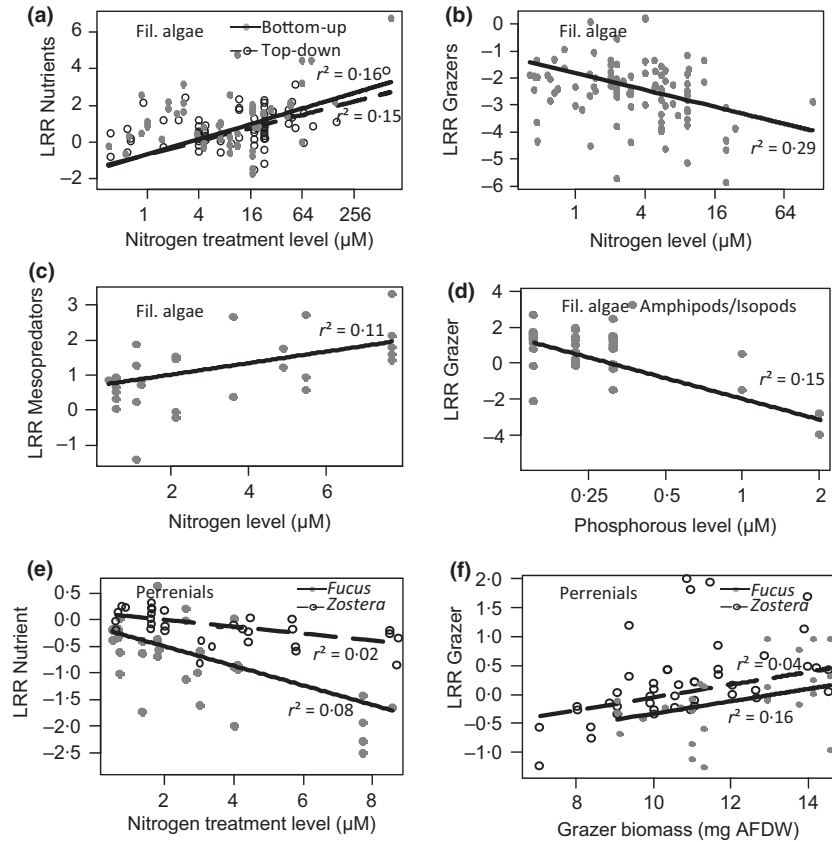 (a)
Fil. algae
Bottom–up
Top–down
r² = 0·16
r² = 0·15
LRR Nutrients
6
4
2
0
−2
1
4
16
64
256
Nitrogen treatment level (µM)
(b)
Fil. algae
r² = 0·29
LRR Grazers
0
−1
−2
−3
−4
−5
−6
1
4
16
64
Nitrogen level (µM)
(c)
Fil. algae
r² = 0·11
LRR Mesopredators
3
2
1
0
−1
2
4
6
Nitrogen level (µM)
(d)
Fil. algae
Amphipods/Isopods
r² = 0·15
LRR Grazer
4
2
0
−2
−4
0·25
0·5
1
2
Phosphorous level (µM)
(e)
Perrenials
Fucus
Zostera
r² = 0·02
r² = 0·08
LRR Nutrient
0·5
0·0
−0·5
−1·0
−1·5
−2·0
−2·5
2
4
6
8
Nitrogen treatment level (µM)
(f)
Perrenials
Fucus
Zostera
r² = 0·04
r² = 0·16
LRR Grazer
2·0
1·0
0·5
0·0
−0·5
−1·0
8
10
12
14
Grazer biomass (mg AFDW)